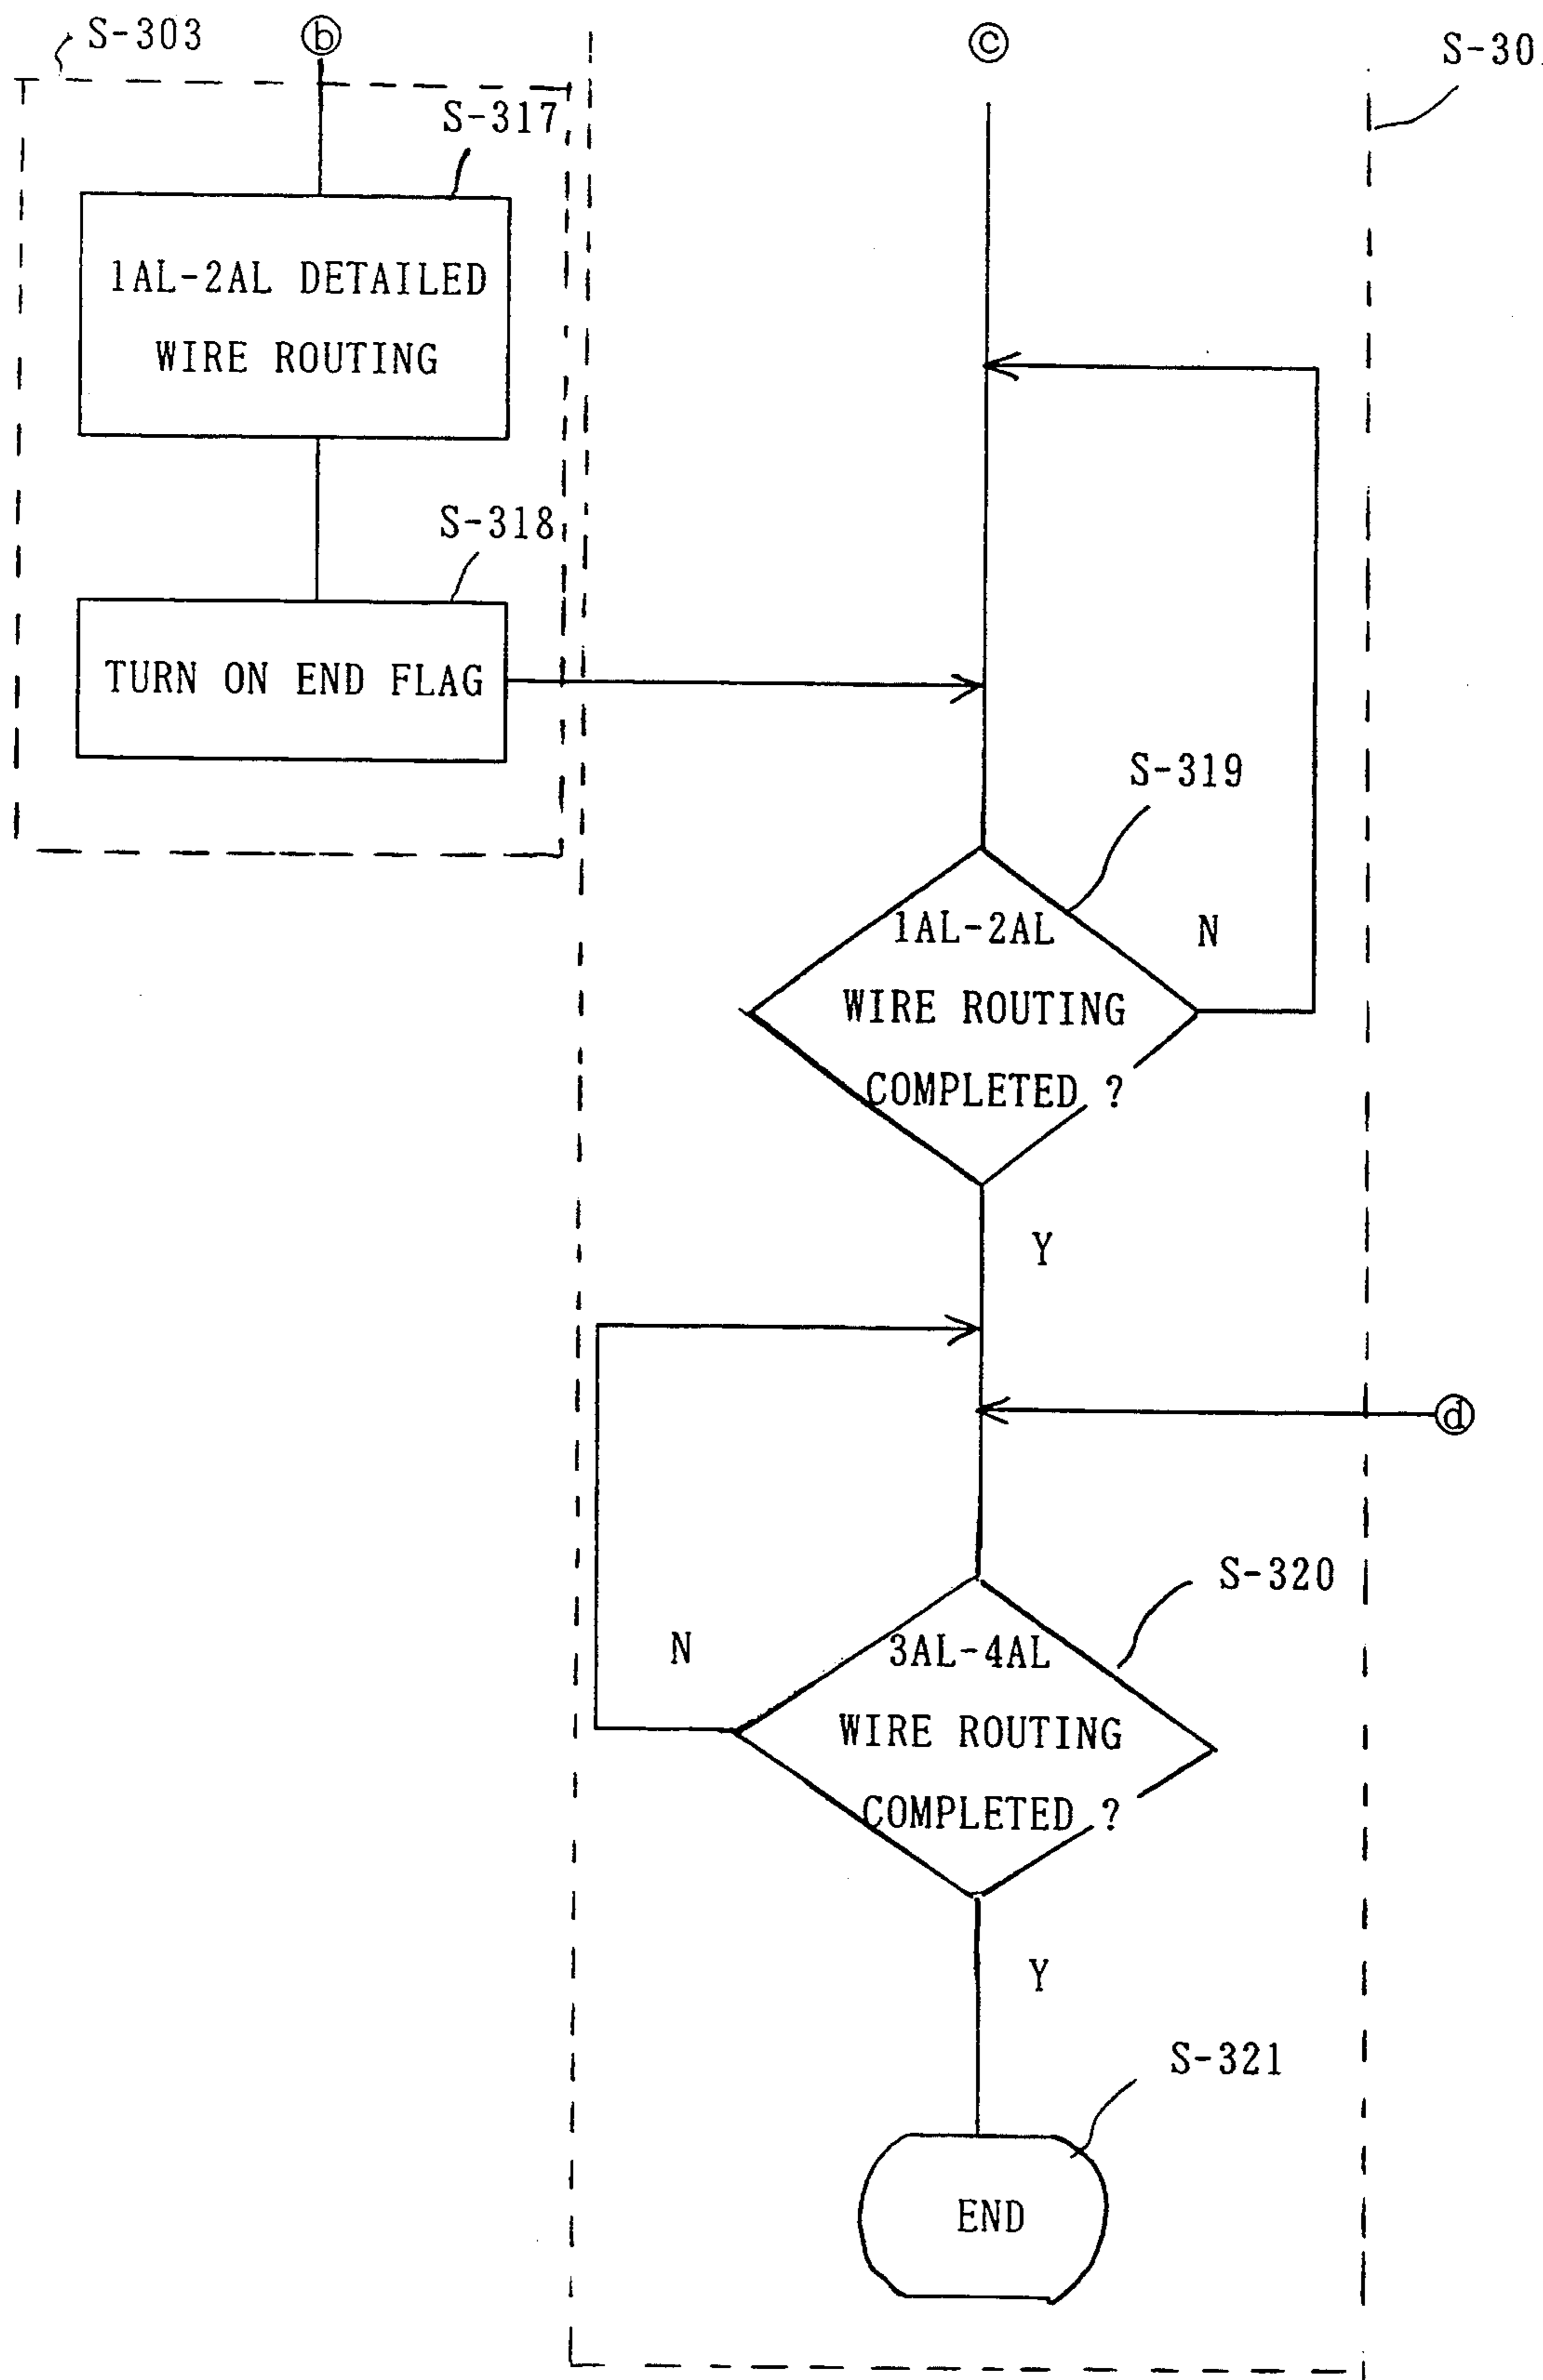 S-303
ⓑ
ⓒ
S-317
1AL-2AL DETAILED
WIRE ROUTING
S-318
TURN ON END FLAG
S-319
1AL-2AL
WIRE ROUTING
COMPLETED ?
N
Y
ⓓ
S-320
3AL-4AL
WIRE ROUTING
COMPLETED ?
N
Y
S-321
END